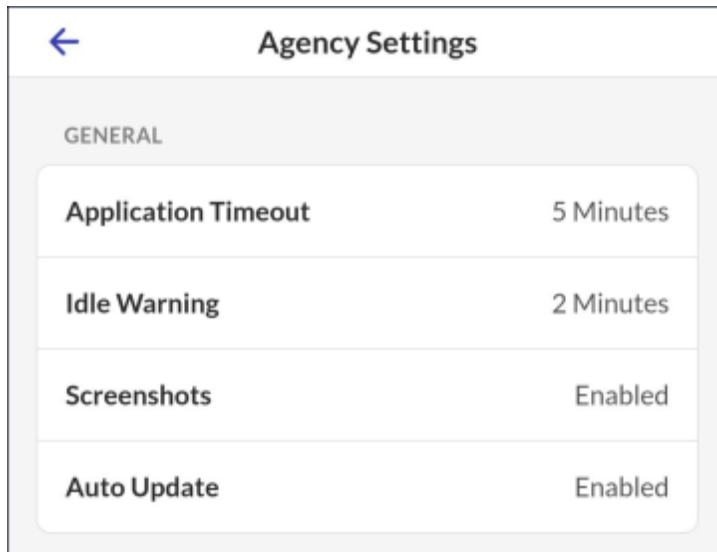 Agency Settings
GENERAL
Application Timeout 5 Minutes
Idle Warning 2 Minutes
Screenshots Enabled
Auto Update Enabled